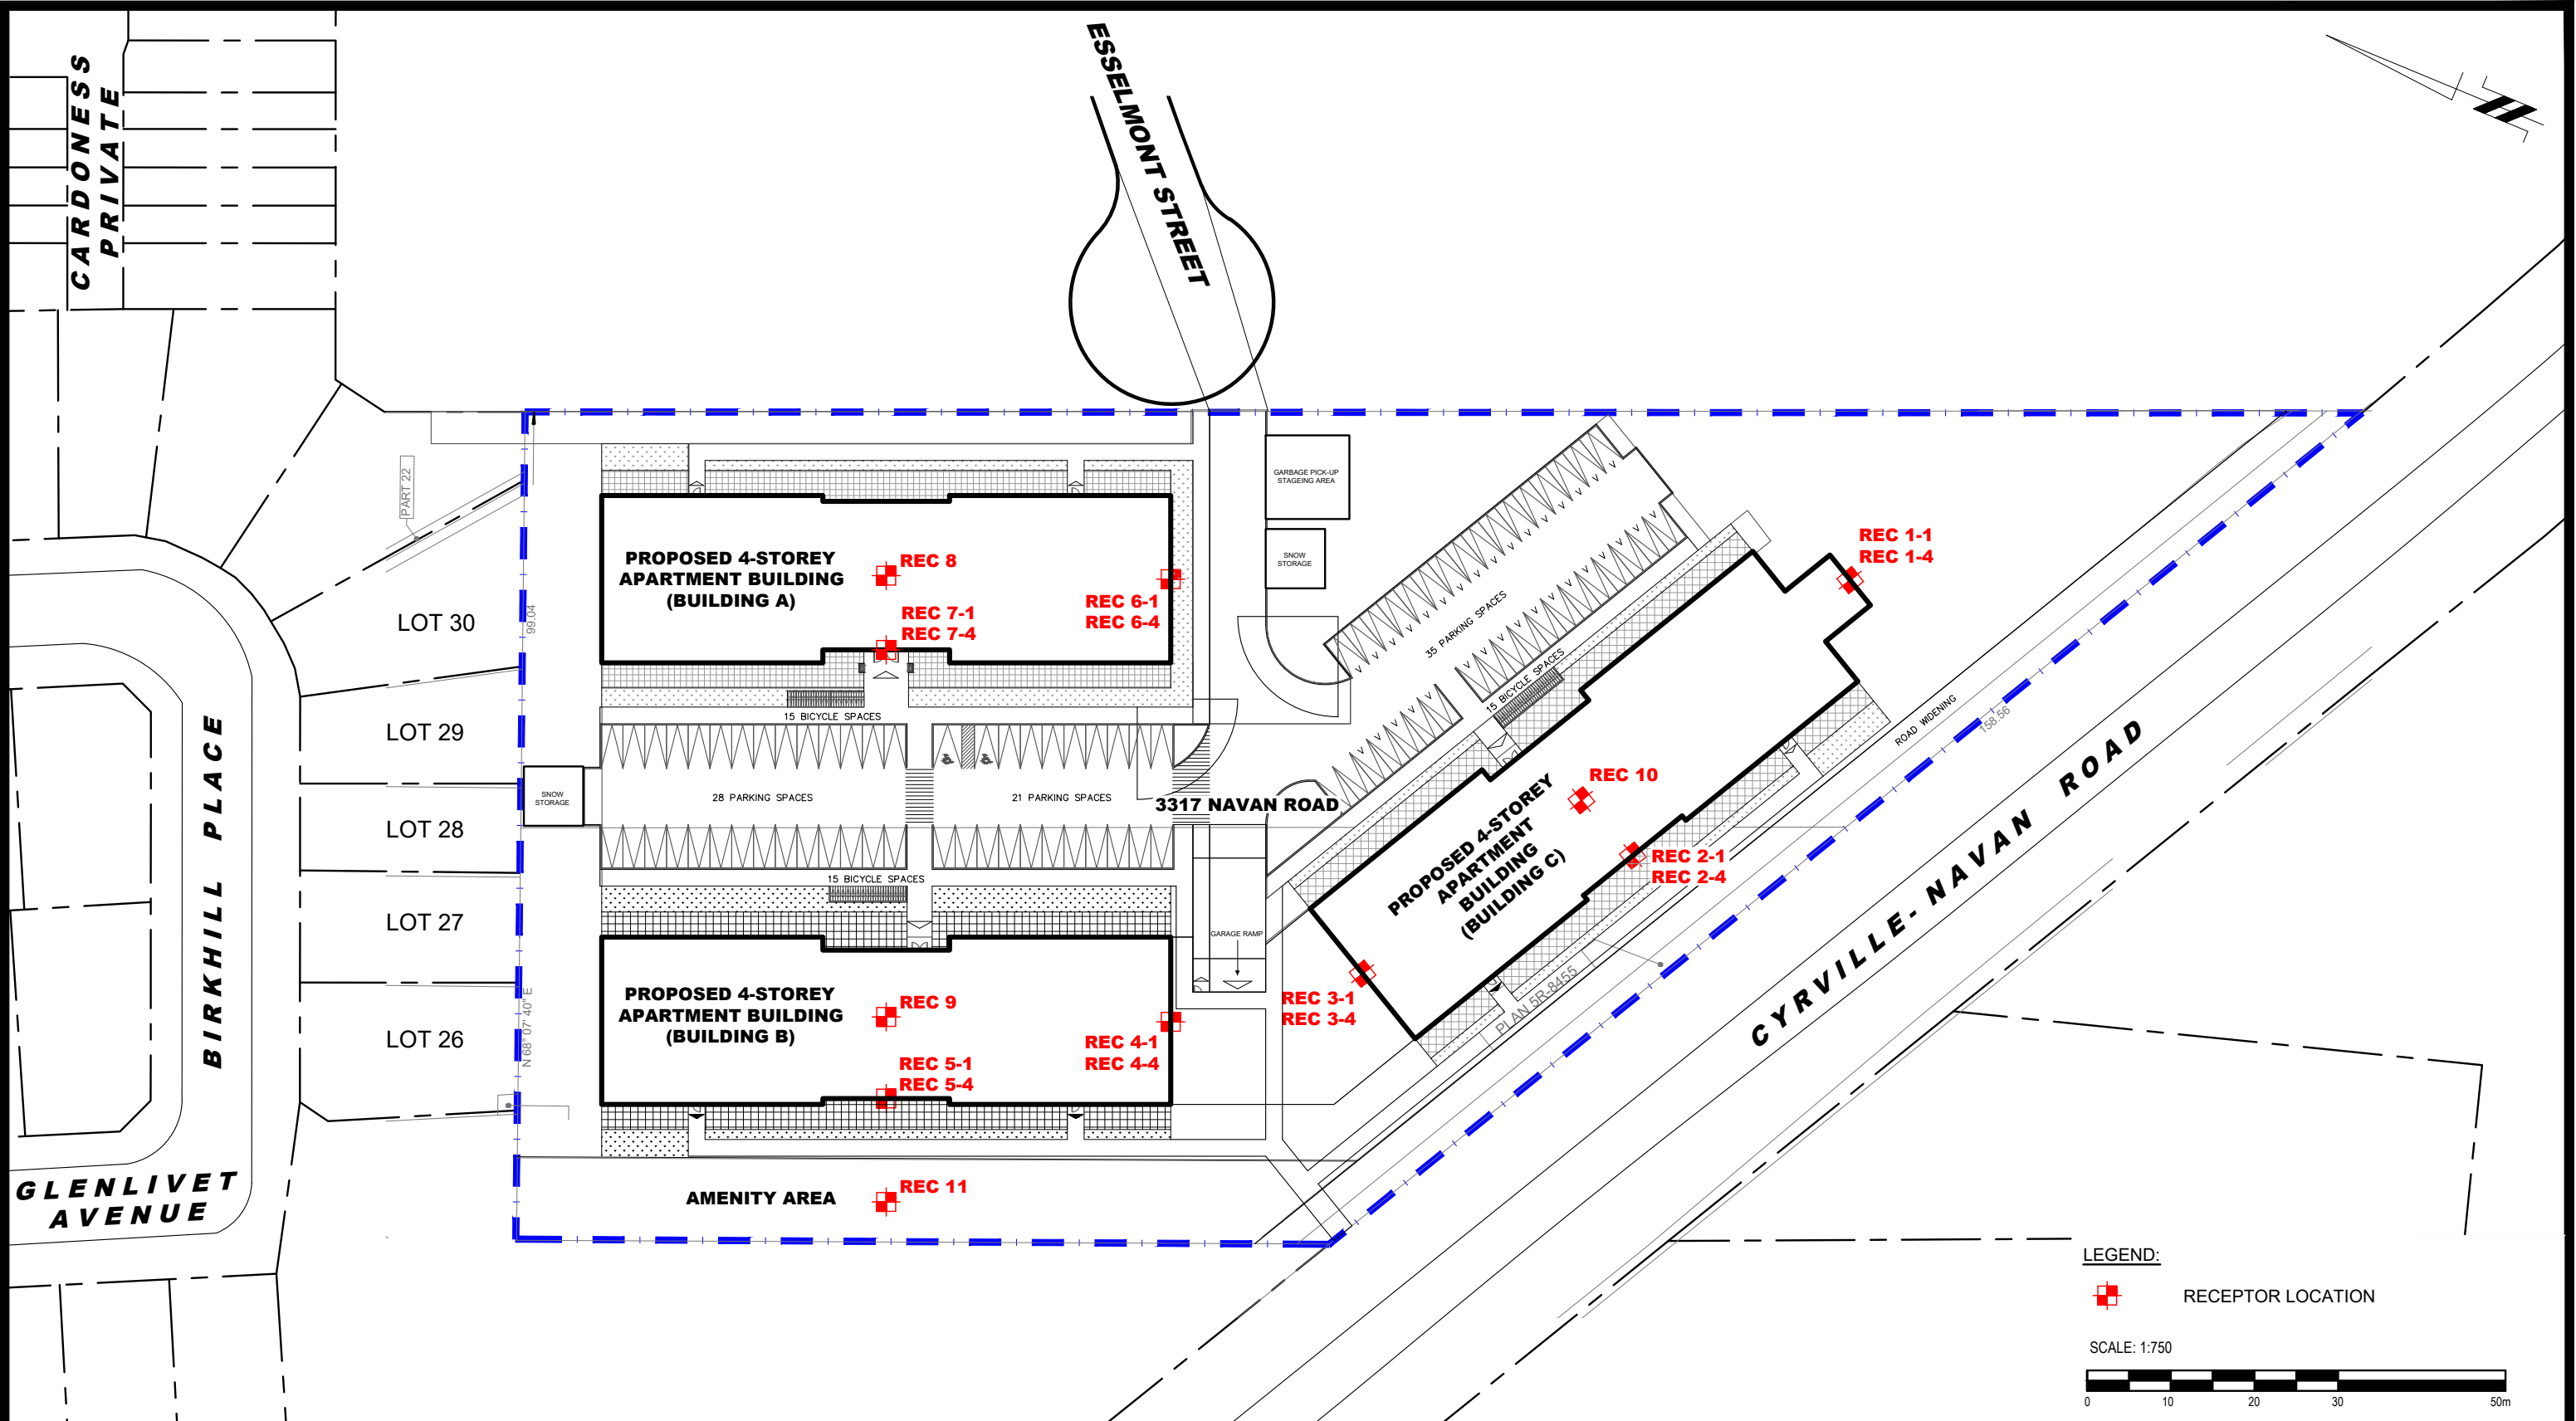 CARDONESS
PRIVATE
ESSELMONT STREET
PART 22
GARBAGE PICK-UP
STAGEING AREA
SNOW
STORAGE
PROPOSED 4-STOREY
APARTMENT BUILDING
(BUILDING A)
REC 8
REC 7-1
REC 7-4
REC 6-1
REC 6-4
REC 1-1
REC 1-4
35 PARKING SPACES
15 BICYCLE SPACES
LOT 30
99.04
LOT 29
LOT 28
LOT 27
LOT 26
N 68° 07' 40" E
BIRKHILL PLACE
15 BICYCLE SPACES
SNOW
STORAGE
28 PARKING SPACES
21 PARKING SPACES
3317 NAVAN ROAD
15 BICYCLE SPACES
ROAD WIDENING
158.56
REC 10
PROPOSED 4-STOREY
APARTMENT
BUILDING
(BUILDING C)
REC 2-1
REC 2-4
CYRVILLE- NAVAN ROAD
GARAGE RAMP
PROPOSED 4-STOREY
APARTMENT BUILDING
(BUILDING B)
REC 9
REC 5-1
REC 5-4
REC 4-1
REC 4-4
REC 3-1
REC 3-4
PLAN 5R-8455
GLENLIVET
AVENUE
AMENITY AREA
REC 11
LEGEND:
RECEPTOR LOCATION
SCALE: 1:750
0 10 20 30 50m